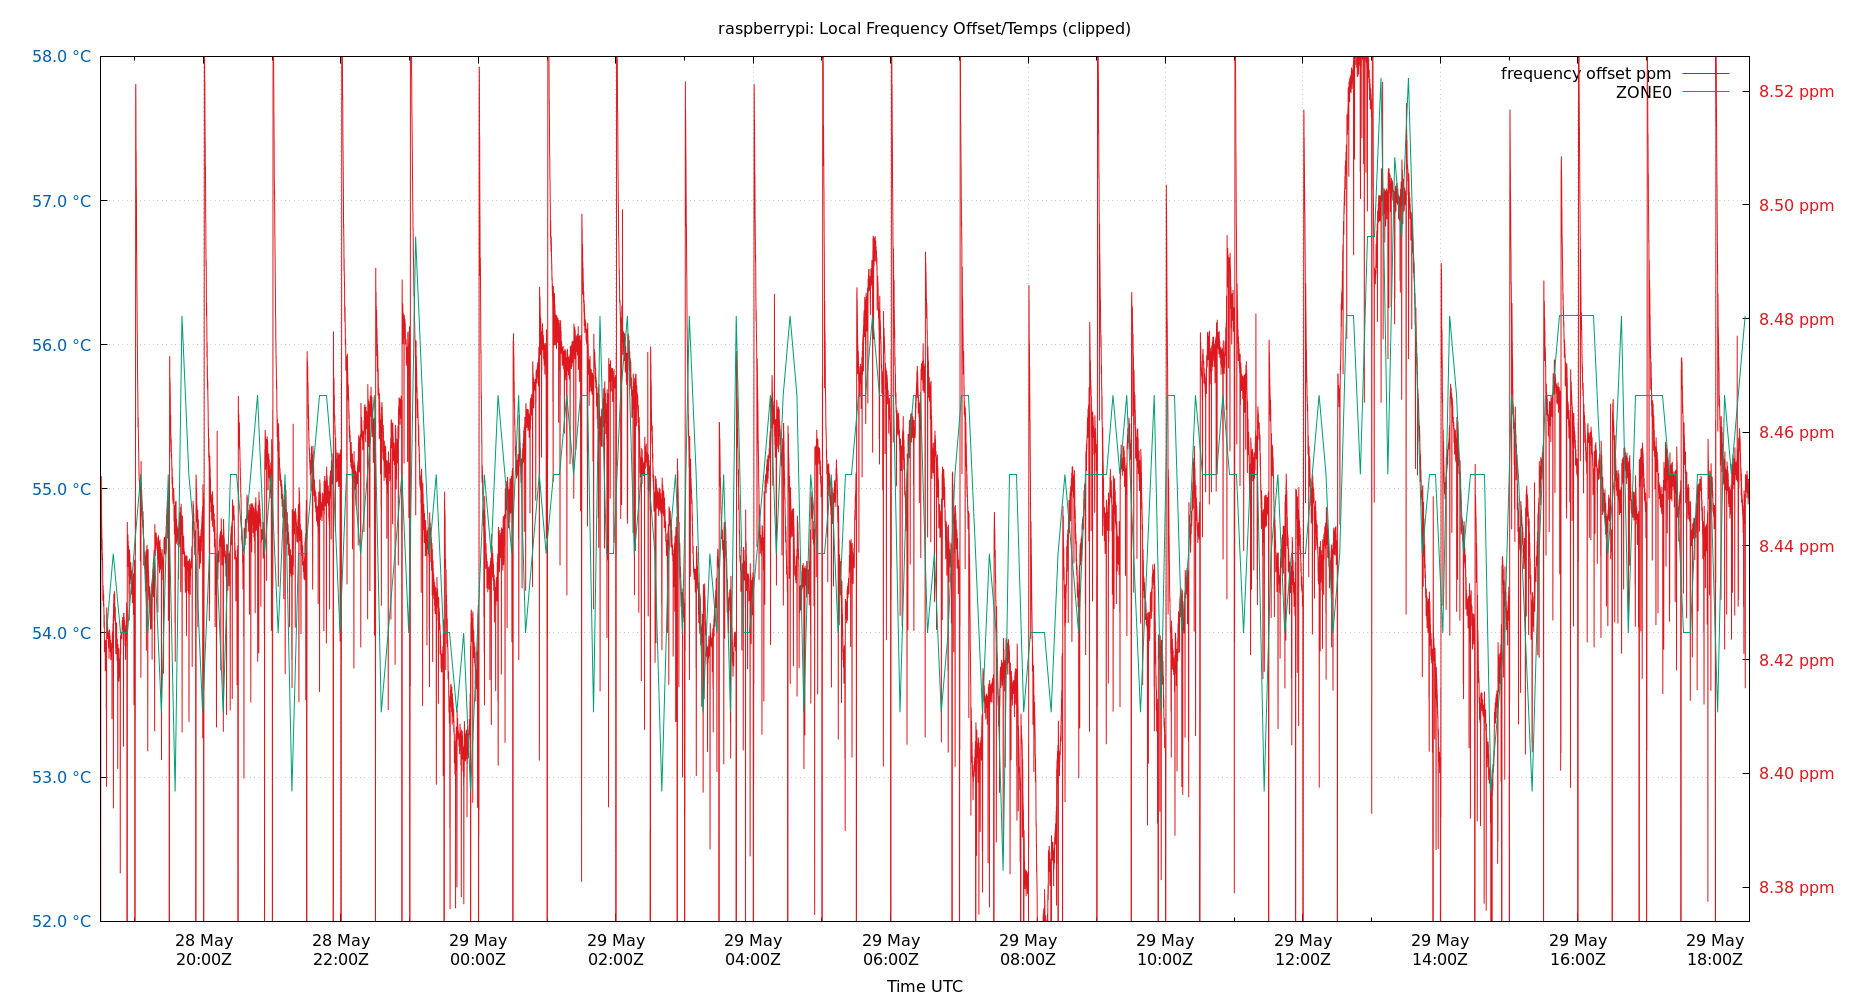 raspberrypi: Local Frequency Offset/Temps (clipped)
58.0 °C
57.0 °C
56.0 °C
55.0 °C
54.0 °C
53.0 °C
52.0 °C
frequency offset ppm
ZONE0
8.52 ppm
8.50 ppm
8.48 ppm
8.46 ppm
8.44 ppm
8.42 ppm
8.40 ppm
8.38 ppm
28 May 28 May 29 May 29 May 29 May 29 May 29 May 29 May 29 May 29 May 29 May 29 May
20:00Z 22:00Z 00:00Z 02:00Z 04:00Z 06:00Z 08:00Z 10:00Z 12:00Z 14:00Z 16:00Z 18:00Z
Time UTC